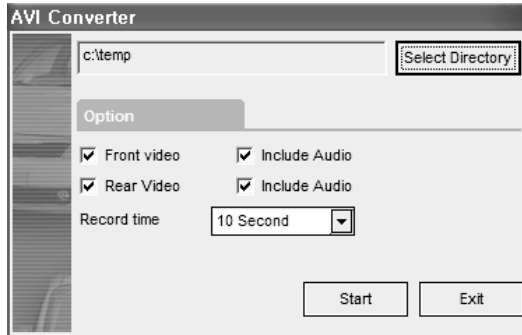 AVI Converter
c:\temp
Select Directory
Option
Front video Include Audio
Rear Video Include Audio
Record time 10 Second
Start Exit